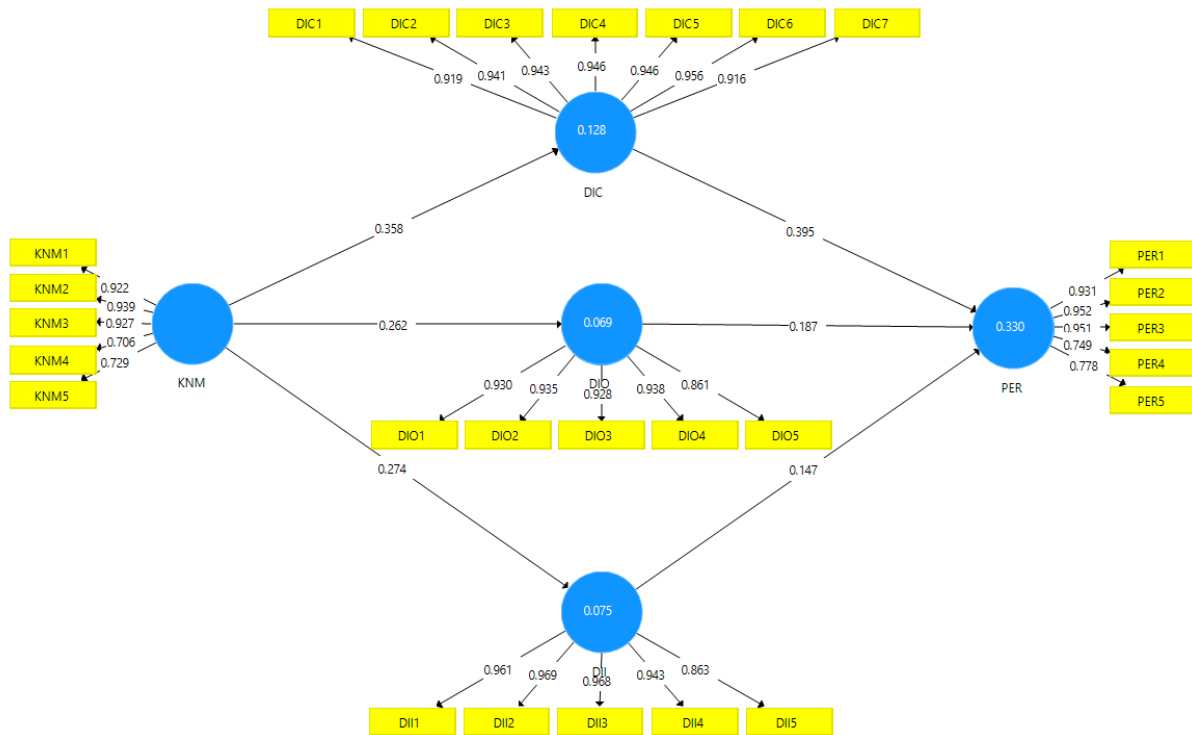 DIC1 DIC2 DIC3 DIC4 DIC5 DIC6 DIC7
0.919 0.941 0.943 0.946 0.946 0.956 0.916
0.128
DIC
0.358 0.395
KNM1
KNM2
KNM3
KNM4
KNM5
0.922
0.939
0.927
0.706
0.729
KNM
0.262 0.069 0.187
DIO
0.930 0.935 0.928 0.938 0.861
DIO1 DIO2 DIO3 DIO4 DIO5
0.330
PER
0.931
0.952
0.951
0.749
0.778
PER1
PER2
PER3
PER4
PER5
0.274 0.147
0.075
DII
0.961 0.969 0.968 0.943 0.863
DII1 DII2 DII3 DII4 DII5